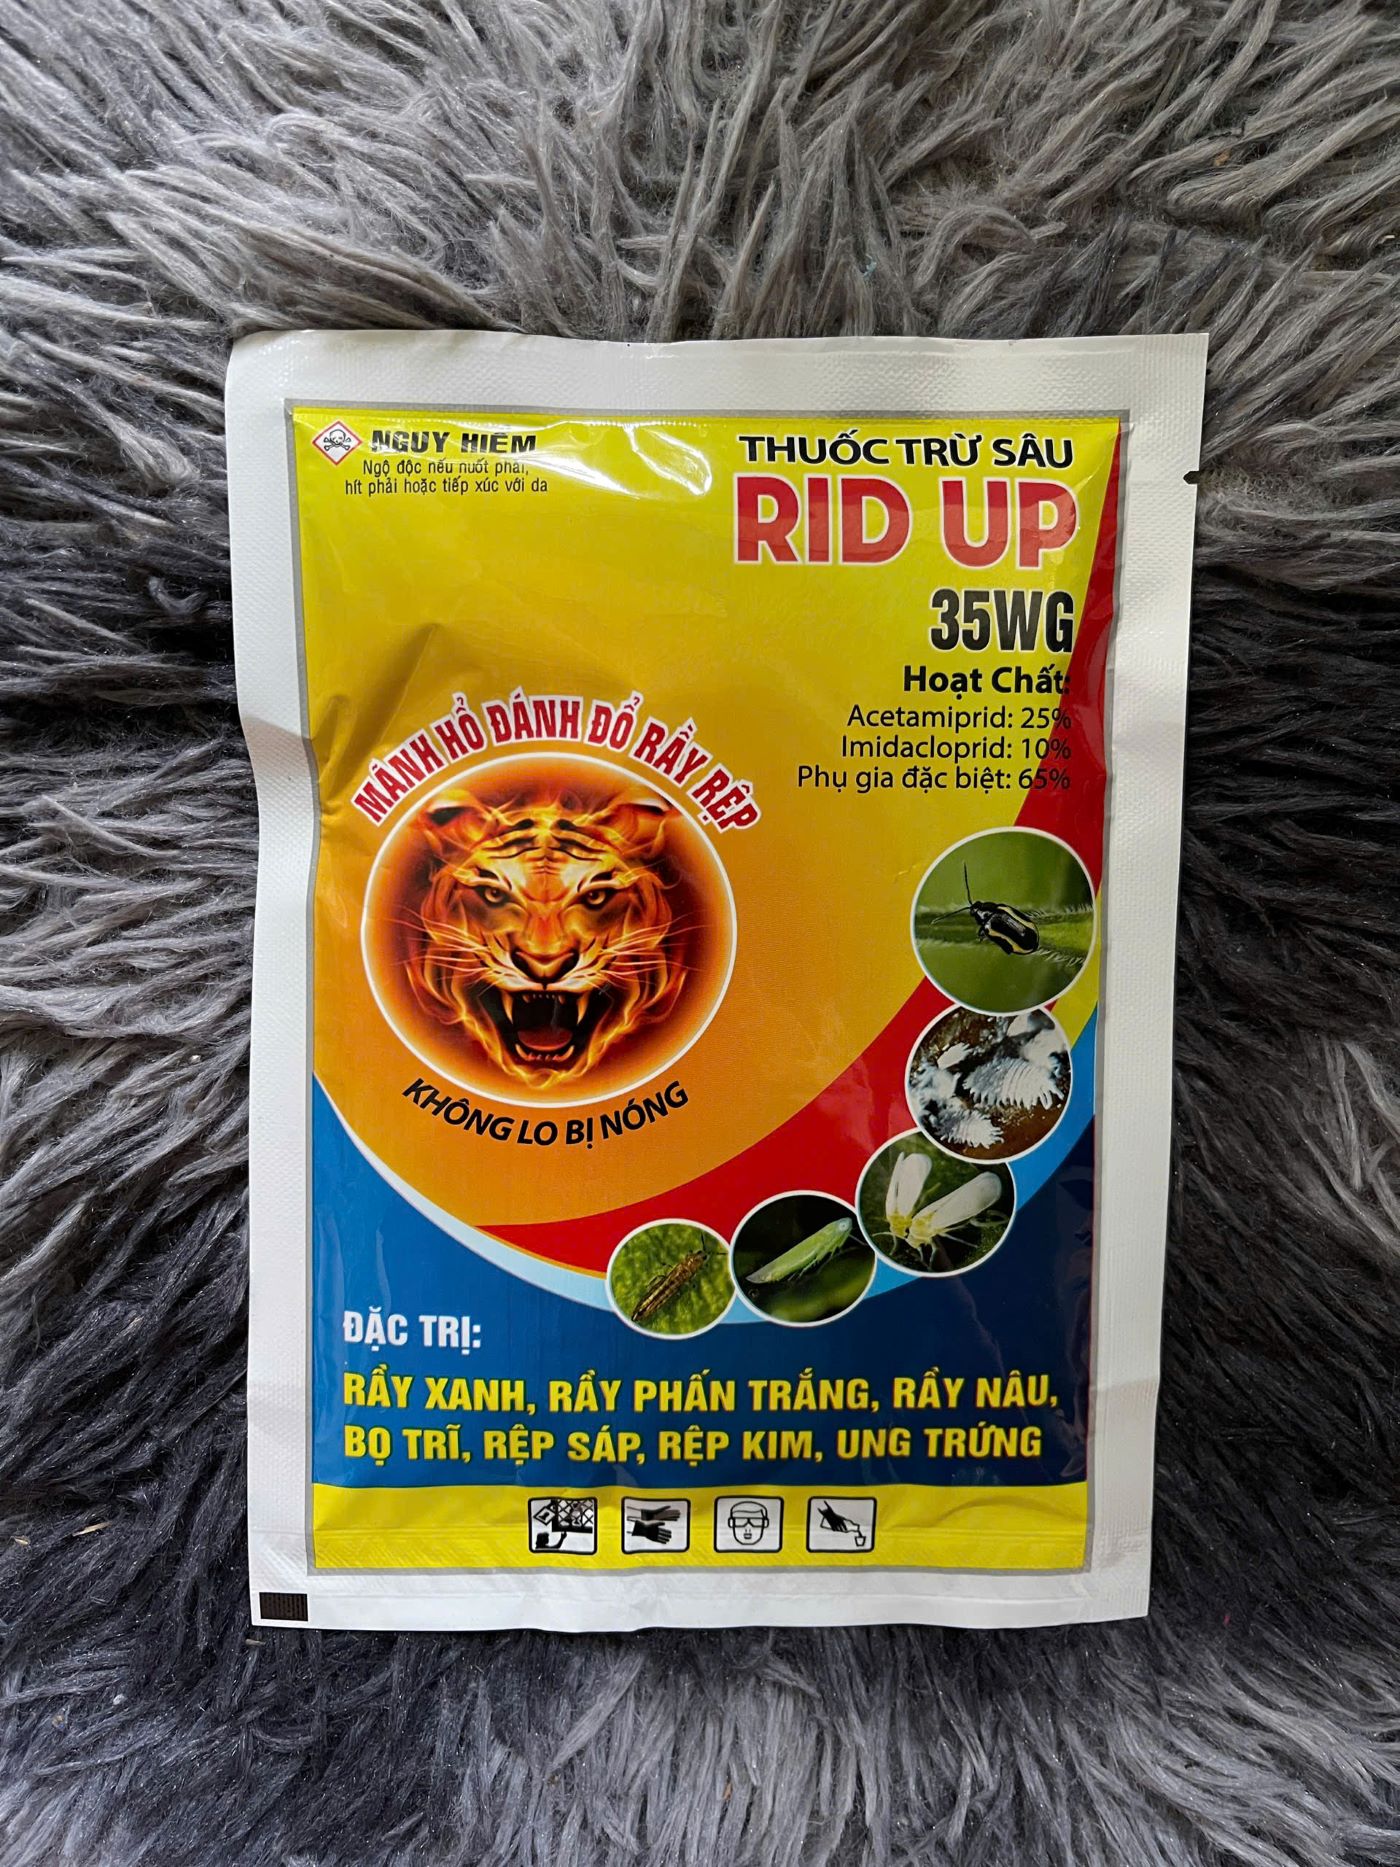 NGUY HIỂM
Ngộ độc nếu nuốt phải,
hít phải hoặc tiếp xúc với da
THUỐC TRỪ SÂU
RID UP
35WG
Hoạt Chất:
Acetamiprid: 25%
Imidacloprid: 10%
Phụ gia đặc biệt: 65%
MÃNH HỔ ĐÁNH ĐỔ RẦY RỆP
KHÔNG LO BỊ NÓNG
ĐẶC TRỊ:
RẦY XANH, RẦY PHẤN TRẮNG, RẦY NÂU,
BỌ TRĨ, RỆP SÁP, RỆP KIM, UNG TRỨNG